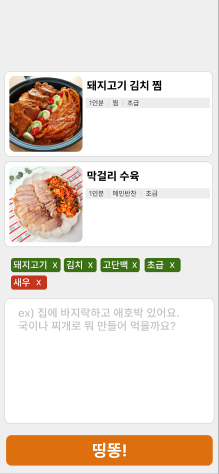 돼지고기 김치 찜
1인분 | 찜 | 초급
막걸리 수육
1인분 | 메인반찬 | 초급
돼지고기 x 김치 x 고단백 x 초급 x
새우 x
ex) 집에 바지락하고 애호박 있어요.
국이나 찌개로 뭐 만들어 먹을까요?
띵똥!